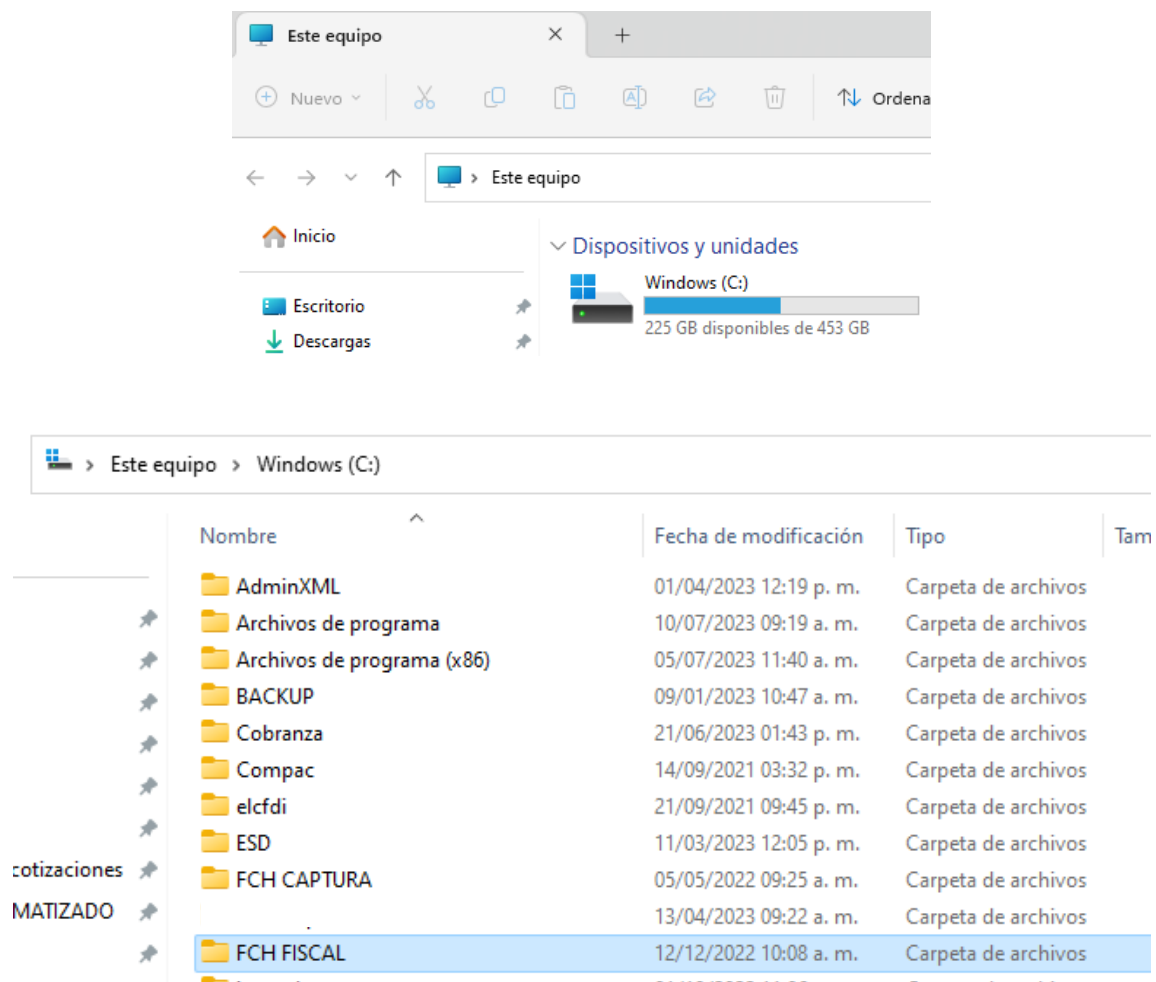 Este equipo
Nuevo
Ordena
Este equipo
Inicio
Dispositivos y unidades
Windows (C:)
Escritorio
225 GB disponibles de 453 GB
Descargas
Este equipo > Windows (C:)
Nombre Fecha de modificación Tipo Tam
AdminXML 01/04/2023 12:19 p. m. Carpeta de archivos
Archivos de programa 10/07/2023 09:19 a. m. Carpeta de archivos
Archivos de programa (x86) 05/07/2023 11:40 a. m. Carpeta de archivos
BACKUP 09/01/2023 10:47 a. m. Carpeta de archivos
Cobranza 21/06/2023 01:43 p. m. Carpeta de archivos
Compac 14/09/2021 03:32 p. m. Carpeta de archivos
elcfdi 21/09/2021 09:45 p. m. Carpeta de archivos
ESD 11/03/2023 12:05 p. m. Carpeta de archivos
cotizaciones FCH CAPTURA 05/05/2022 09:25 a. m. Carpeta de archivos
MATIZADO 13/04/2023 09:22 a. m. Carpeta de archivos
FCH FISCAL 12/12/2022 10:08 a. m. Carpeta de archivos